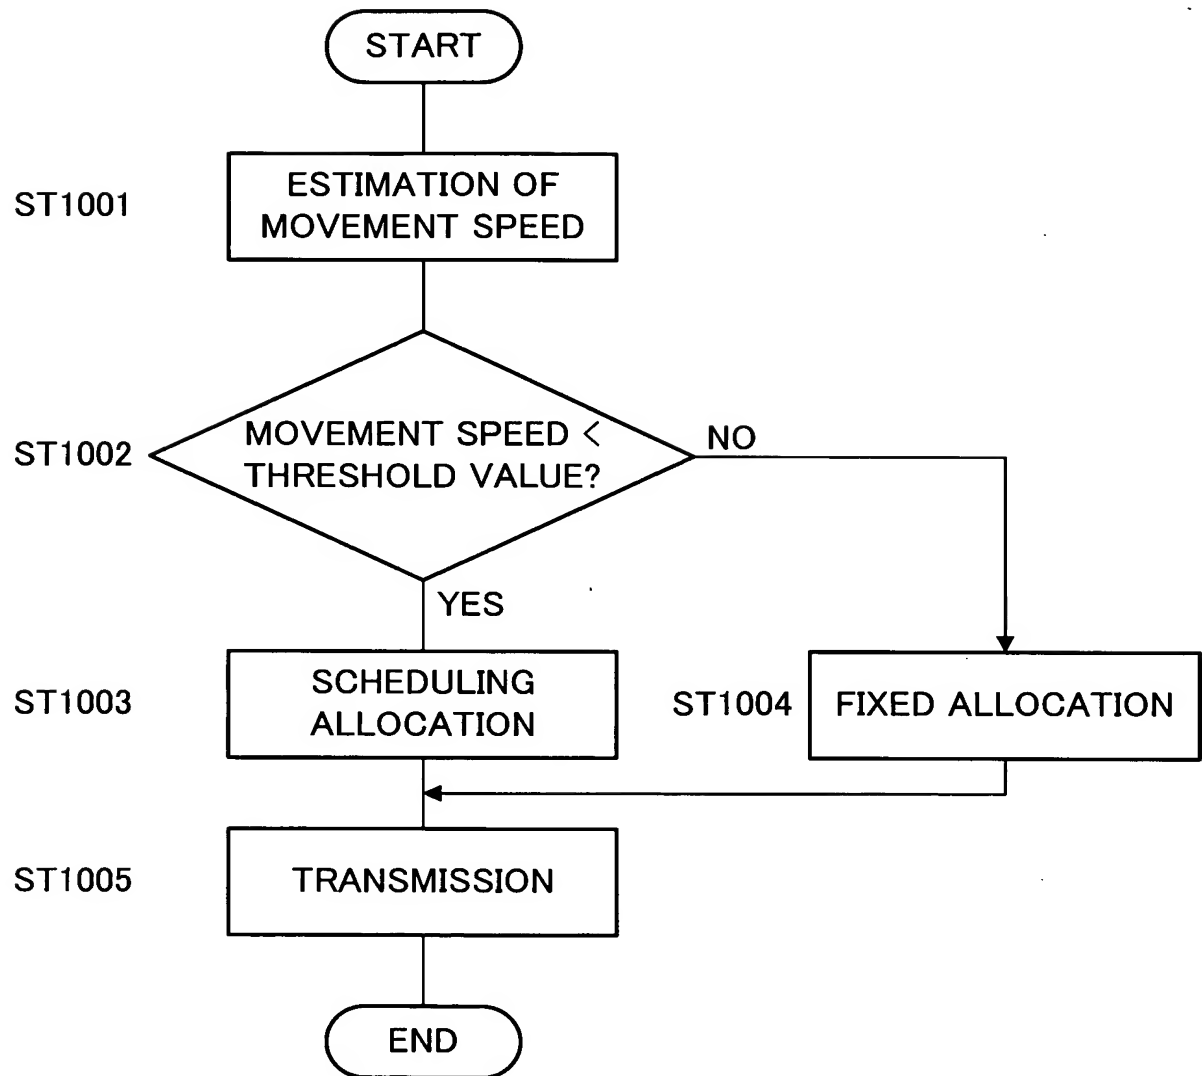 START
ST1001
ESTIMATION OF
MOVEMENT SPEED
ST1002
MOVEMENT SPEED <
THRESHOLD VALUE?
NO
YES
ST1003
SCHEDULING
ALLOCATION
ST1004
FIXED ALLOCATION
ST1005
TRANSMISSION
END